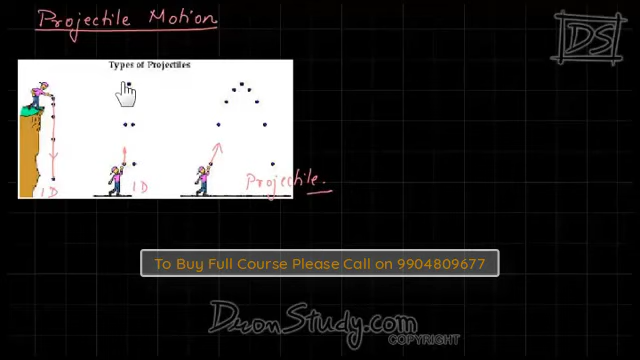 Projectile Motion
DS
Types of Projectiles
1D
1D
Projectile.
To Buy Full Course Please Call on 9904809677
DronStudy.com
COPYRIGHT